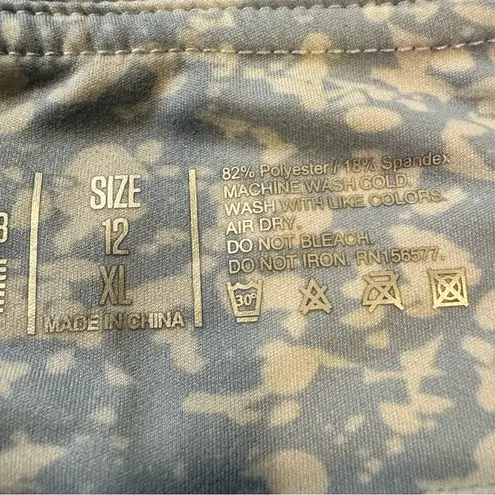 SIZE
12
XL
MADE IN CHINA
82% Polyester / 18% Spandex
MACHINE WASH COLD.
WASH WITH LIKE COLORS.
AIR DRY.
DO NOT BLEACH.
DO NOT IRON. RN156577.
30°